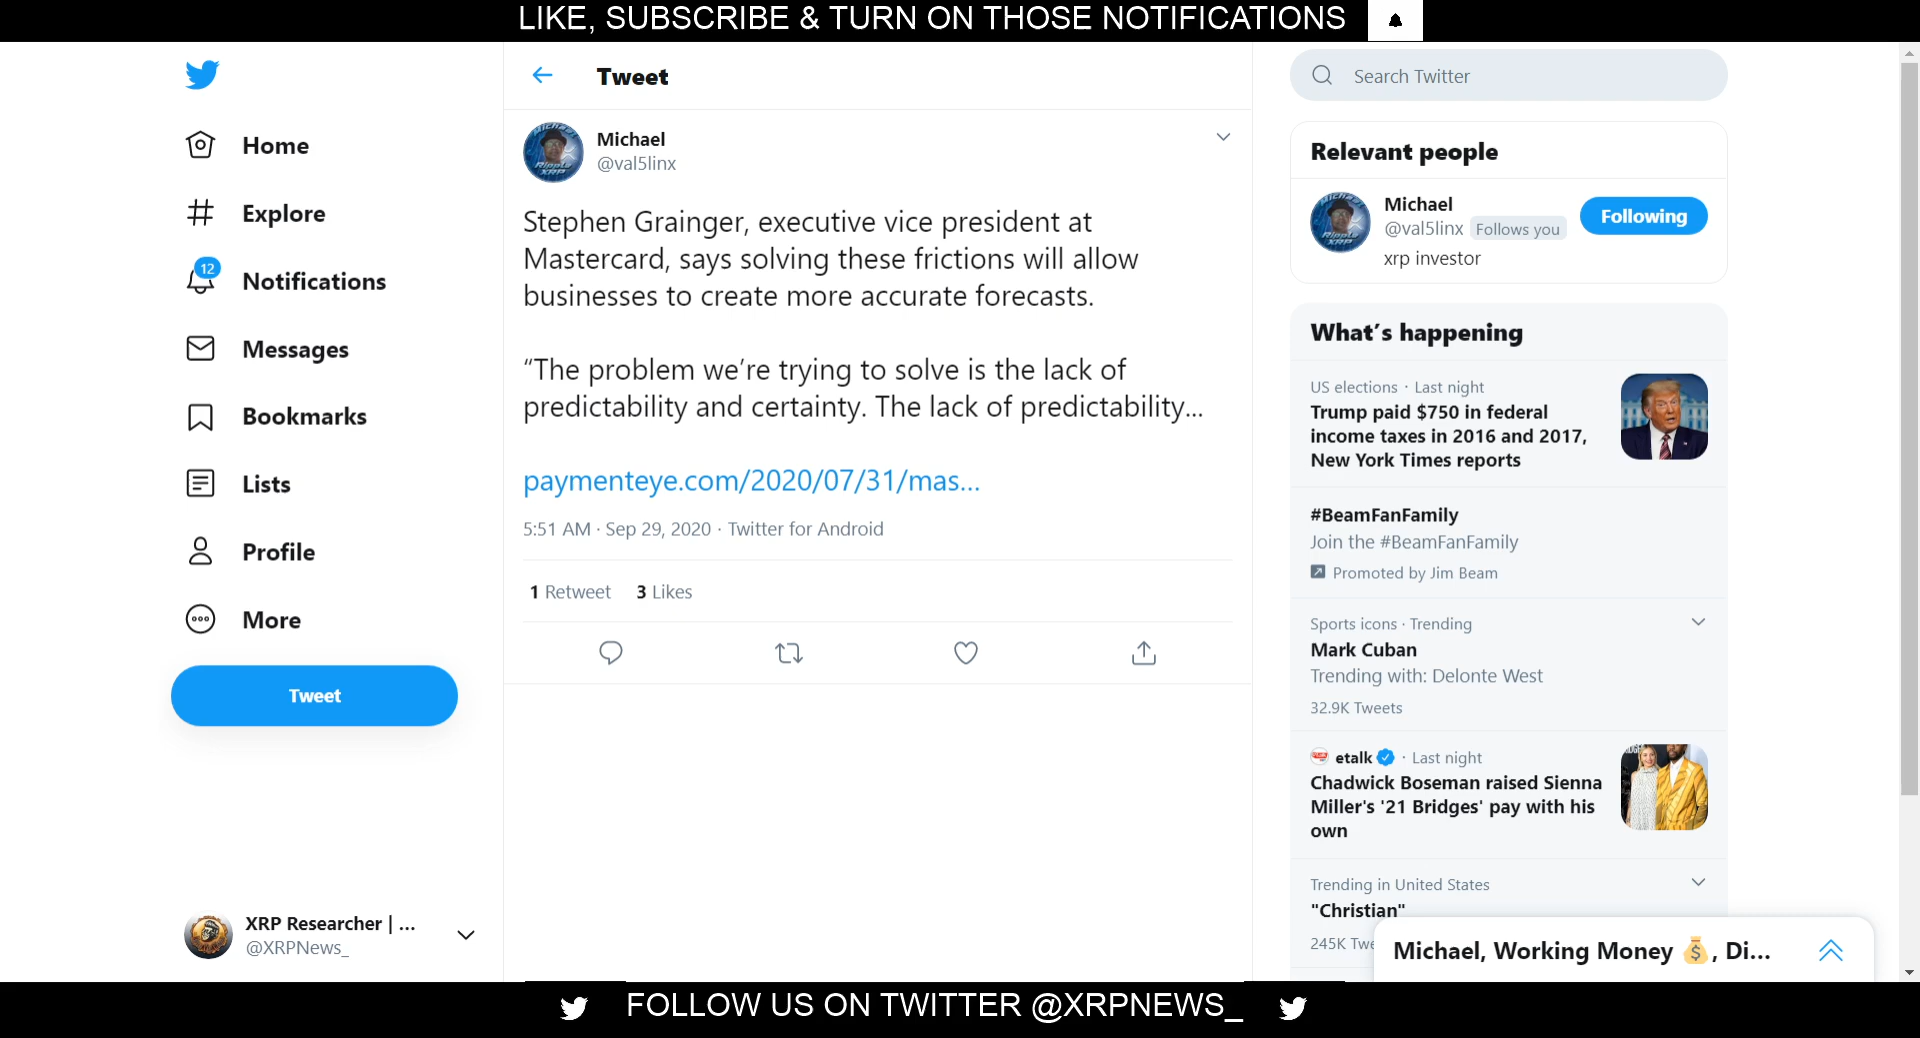 LIKE, SUBSCRIBE & TURN ON THOSE NOTIFICATIONS
Home
Explore
12
Notifications
Messages
Bookmarks
Lists
Profile
More
Tweet
XRP Researcher | ...
@XRPNews_
Tweet
Michael
@val5linx
Stephen Grainger, executive vice president at
Mastercard, says solving these frictions will allow
businesses to create more accurate forecasts.
“The problem we’re trying to solve is the lack of
predictability and certainty. The lack of predictability...
paymenteye.com/2020/07/31/mas...
5:51 AM · Sep 29, 2020 · Twitter for Android
1 Retweet 3 Likes
Search Twitter
Relevant people
Michael
@val5linx Follows you
Following
xrp investor
What’s happening
US elections · Last night
Trump paid $750 in federal
income taxes in 2016 and 2017,
New York Times reports
#BeamFanFamily
Join the #BeamFanFamily
Promoted by Jim Beam
Sports icons · Trending
Mark Cuban
Trending with: Delonte West
32.9K Tweets
etalk · Last night
Chadwick Boseman raised Sienna
Miller's '21 Bridges' pay with his
own
Trending in United States
"Christian"
245K Twe
Michael, Working Money 💰, Di...
FOLLOW US ON TWITTER @XRPNEWS_